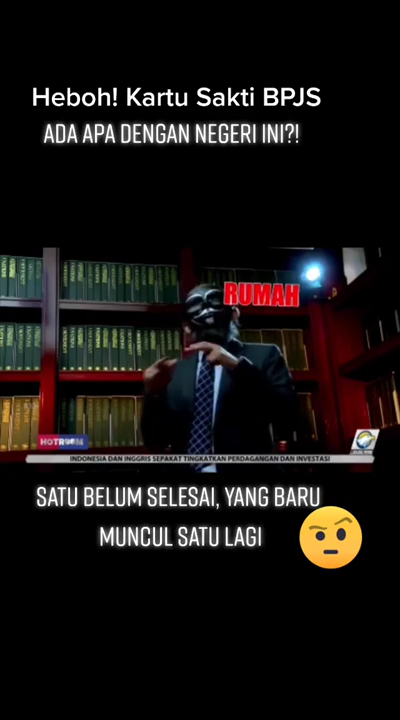 Heboh! Kartu Sakti BPJS
ADA APA DENGAN NEGERI INI?!
RUMAH
HOTROOM
INDONESIA DAN INGGRIS SEPAKAT TINGKATKAN PERDAGANGAN DAN INVESTASI
SATU BELUM SELESAI, YANG BARU
MUNCUL SATU LAGI